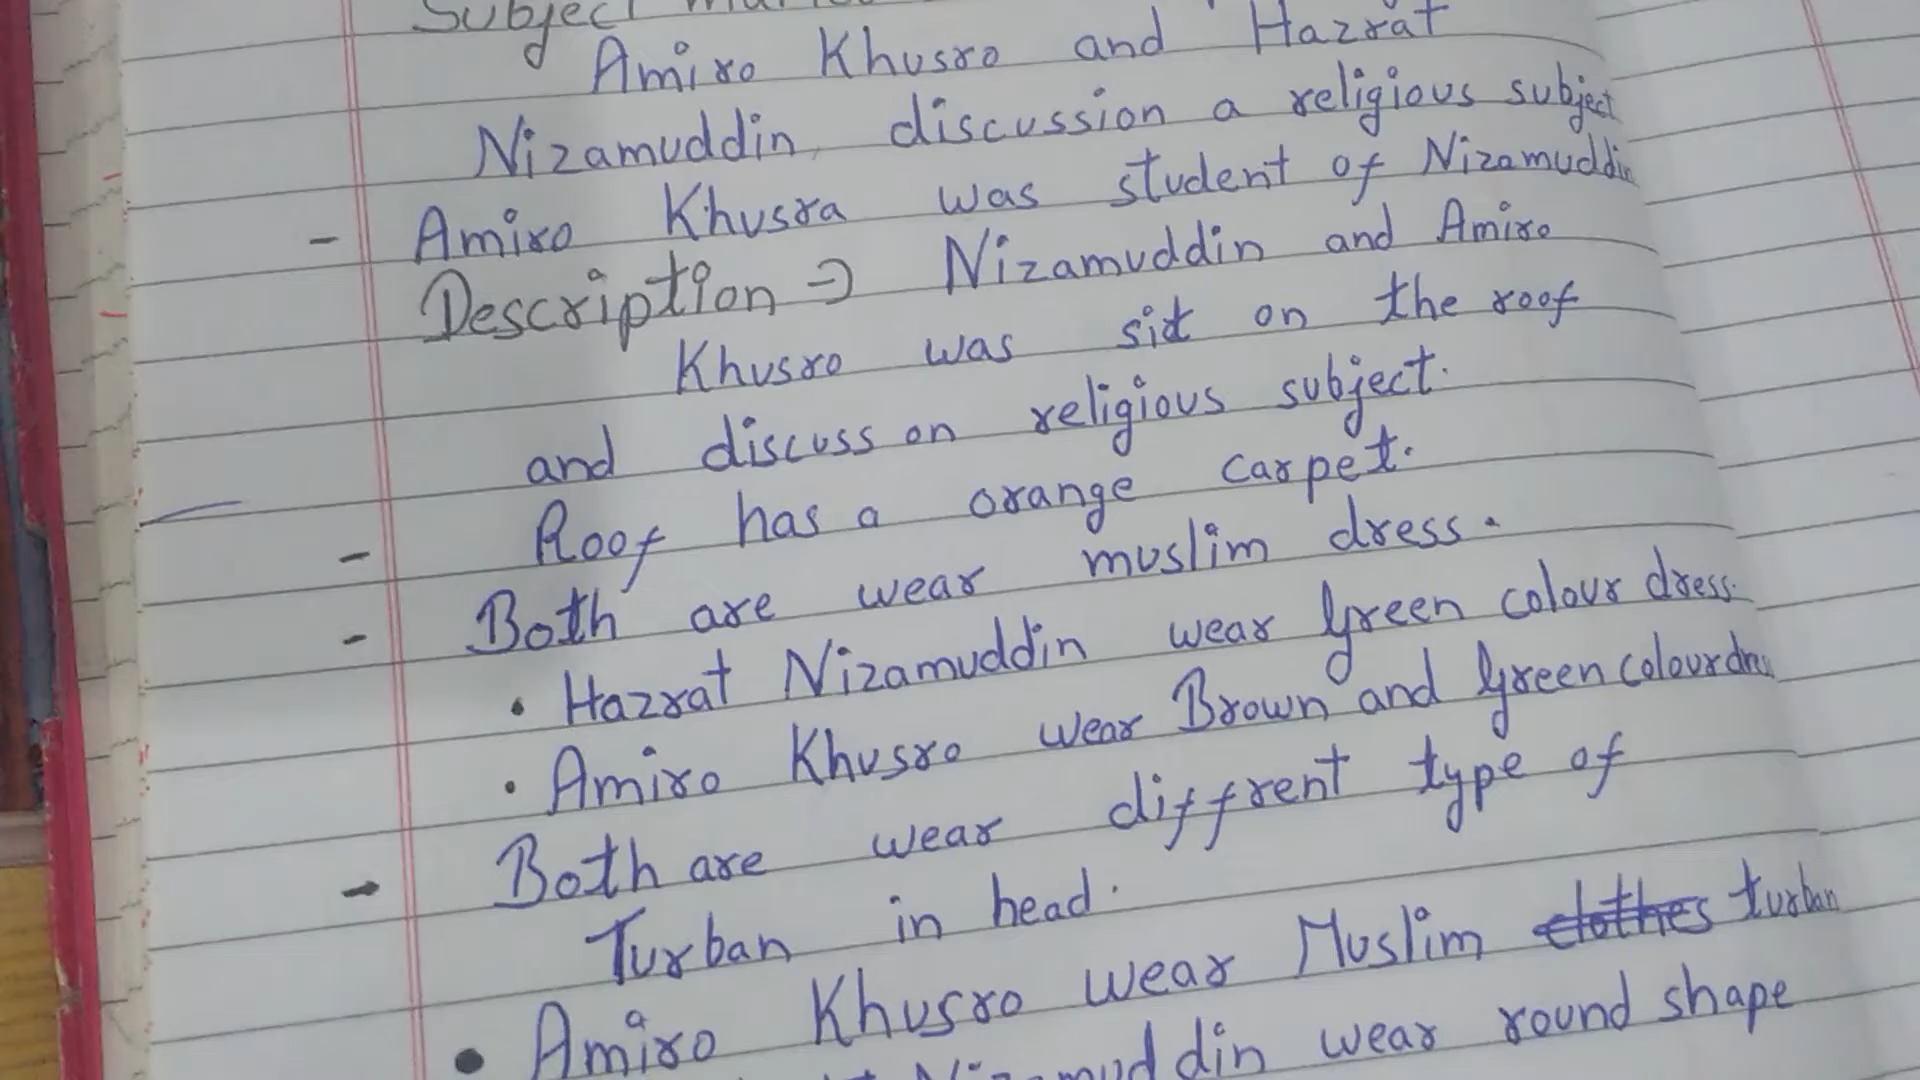 Subject
Amiro Khusro and Hazrat
Nizamuddin discussion a religious subject
- Amiro Khusra was student of Nizamuddin
Description ⇒ Nizamuddin and Amiro
Khusro was sit on the roof
and discuss on religious subject.
- Roof has a orange carpet.
- Both are wear muslim dress.
• Hazrat Nizamuddin wear Green colour dress.
• Amiro Khusro wear Brown and Green colour
- Both are wear diffrent type of
Turban in head.
• Amiro Khusro wear Muslim clothes turban
Nizamuddin wear round shape